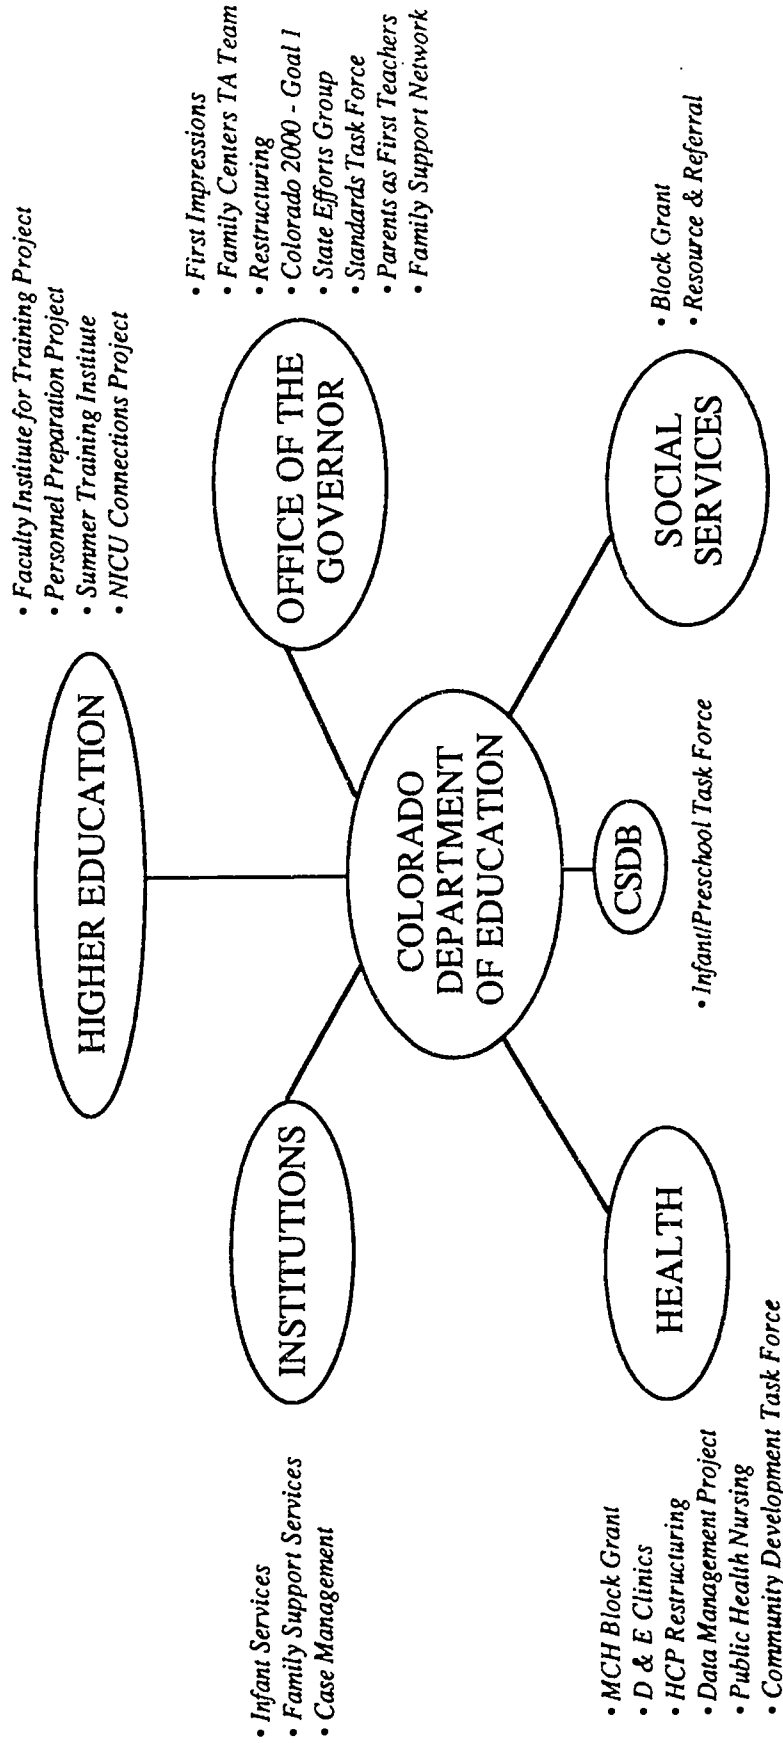 • Faculty Institute for Training Project
• Personnel Preparation Project
• Summer Training Institute
• NICU Connections Project
HIGHER EDUCATION
• First Impressions
• Family Centers TA Team
• Restructuring
• Colorado 2000 - Goal 1
• State Efforts Group
• Standards Task Force
• Parents as First Teachers
• Family Support Network
OFFICE OF THE
GOVERNOR
INSTITUTIONS
• Infant Services
• Family Support Services
• Case Management
COLORADO
DEPARTMENT
OF EDUCATION
• Block Grant
• Resource & Referral
SOCIAL
SERVICES
CSDB
• Infant/Preschool Task Force
HEALTH
• MCH Block Grant
• D & E Clinics
• HCP Restructuring
• Data Management Project
• Public Health Nursing
• Community Development Task Force